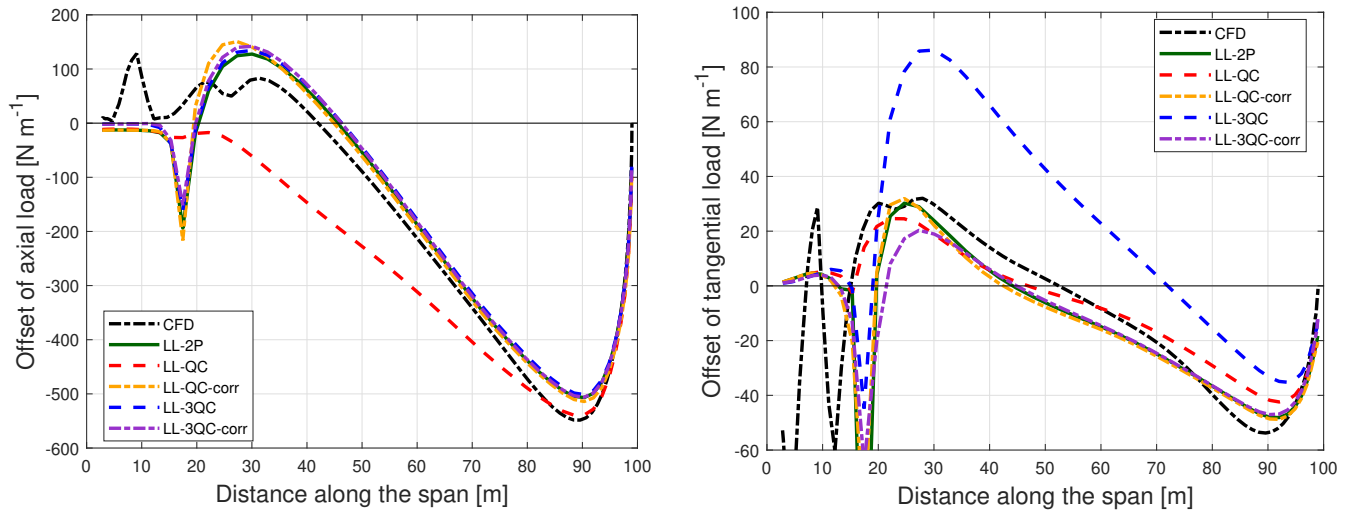 200
100
0
-100
-200
-300
-400
-500
-600
Offset of axial load [N m⁻¹]
CFD
LL-2P
LL-QC
LL-QC-corr
LL-3QC
LL-3QC-corr
0 10 20 30 40 50 60 70 80 90 100
Distance along the span [m]
100
80
60
40
20
0
-20
-40
-60
Offset of tangential load [N m⁻¹]
CFD
LL-2P
LL-QC
LL-QC-corr
LL-3QC
LL-3QC-corr
0 10 20 30 40 50 60 70 80 90 100
Distance along the span [m]